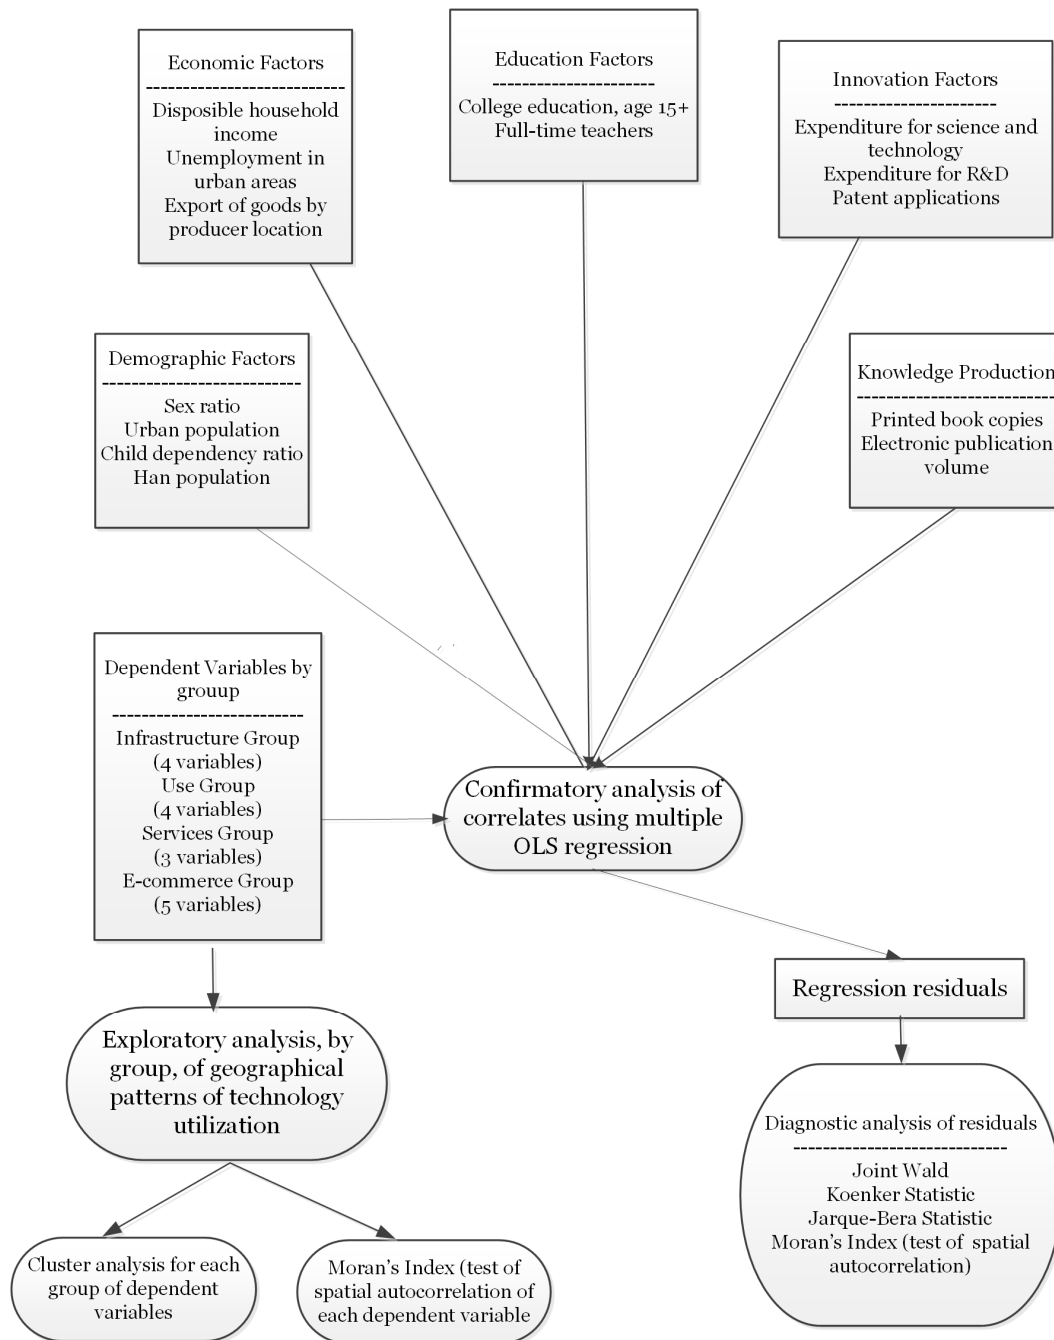 Economic Factors
----------------------------
Disposable household
income
Unemployment in
urban areas
Export of goods by
producer location
Education Factors
----------------------
College education, age 15+
Full-time teachers
Innovation Factors
----------------------
Expenditure for science and
technology
Expenditure for R&D
Patent applications
Demographic Factors
---------------------------
Sex ratio
Urban population
Child dependency ratio
Han population
Knowledge Production
---------------------------
Printed book copies
Electronic publication
volume
Dependent Variables by
grouup
--------------------------
Infrastructure Group
(4 variables)
Use Group
(4 variables)
Services Group
(3 variables)
E-commerce Group
(5 variables)
Confirmatory analysis of
correlates using multiple
OLS regression
Regression residuals
Exploratory analysis, by
group, of geographical
patterns of technology
utilization
Diagnostic analysis of residuals
-----------------------------
Joint Wald
Koenker Statistic
Jarque-Bera Statistic
Moran's Index (test of spatial
autocorrelation)
Cluster analysis for each
group of dependent
variables
Moran's Index (test of
spatial autocorrelation of
each dependent variable